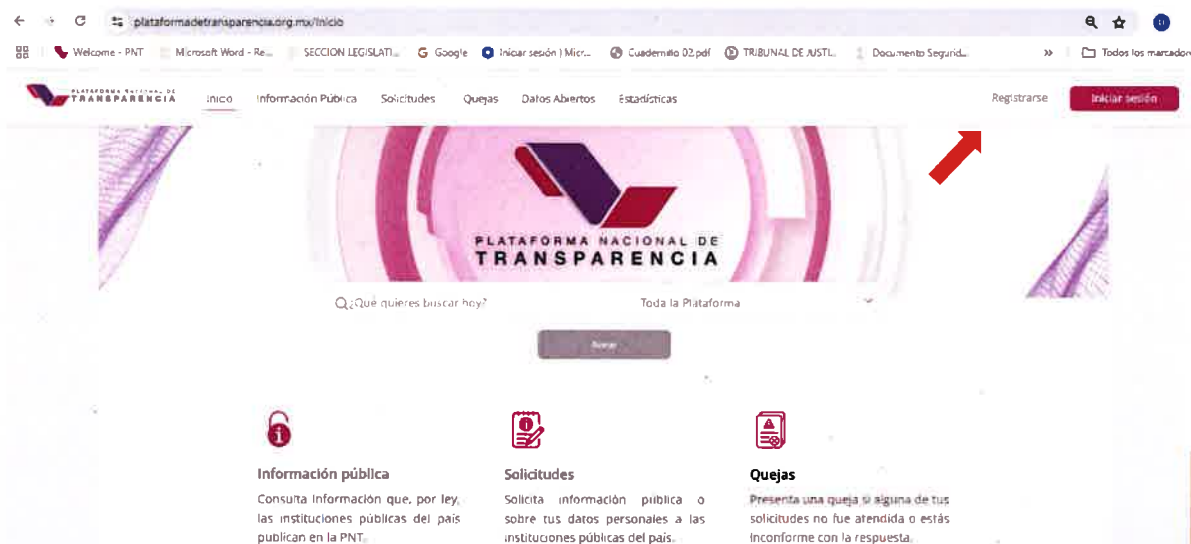 plataformadetransparencia.org.mx/Inicio
Welcome - PNT Microsoft Word - Re... SECCION LEGISLATI... Google Iniciar sesión | Micr... Cuadernillo 02.pdf TRIBUNAL DE JUSTI... Documento Segurid... » Todos los marcadore
PLATAFORMA NACIONAL DE
TRANSPARENCIA
Inicio Información Pública Solicitudes Quejas Datos Abiertos Estadísticas Registrarse Iniciar sesión
PLATAFORMA NACIONAL DE
TRANSPARENCIA
¿Qué quieres buscar hoy? Toda la Plataforma
Información pública
Consulta información que, por ley,
las instituciones públicas del país
publican en la PNT.
Solicitudes
Solicita información pública o
sobre tus datos personales a las
instituciones públicas del país.
Quejas
Presenta una queja si alguna de tus
solicitudes no fue atendida o estás
inconforme con la respuesta.